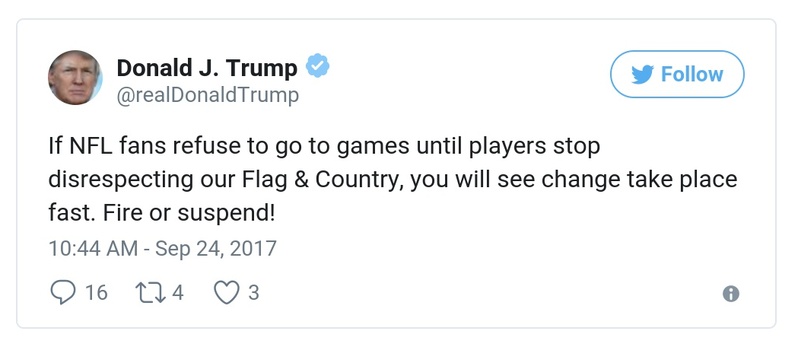 Donald J. Trump
Follow
@realDonaldTrump
If NFL fans refuse to go to games until players stop
disrespecting our Flag & Country, you will see change take place
fast. Fire or suspend!
10:44 AM - Sep 24, 2017
16 4 3